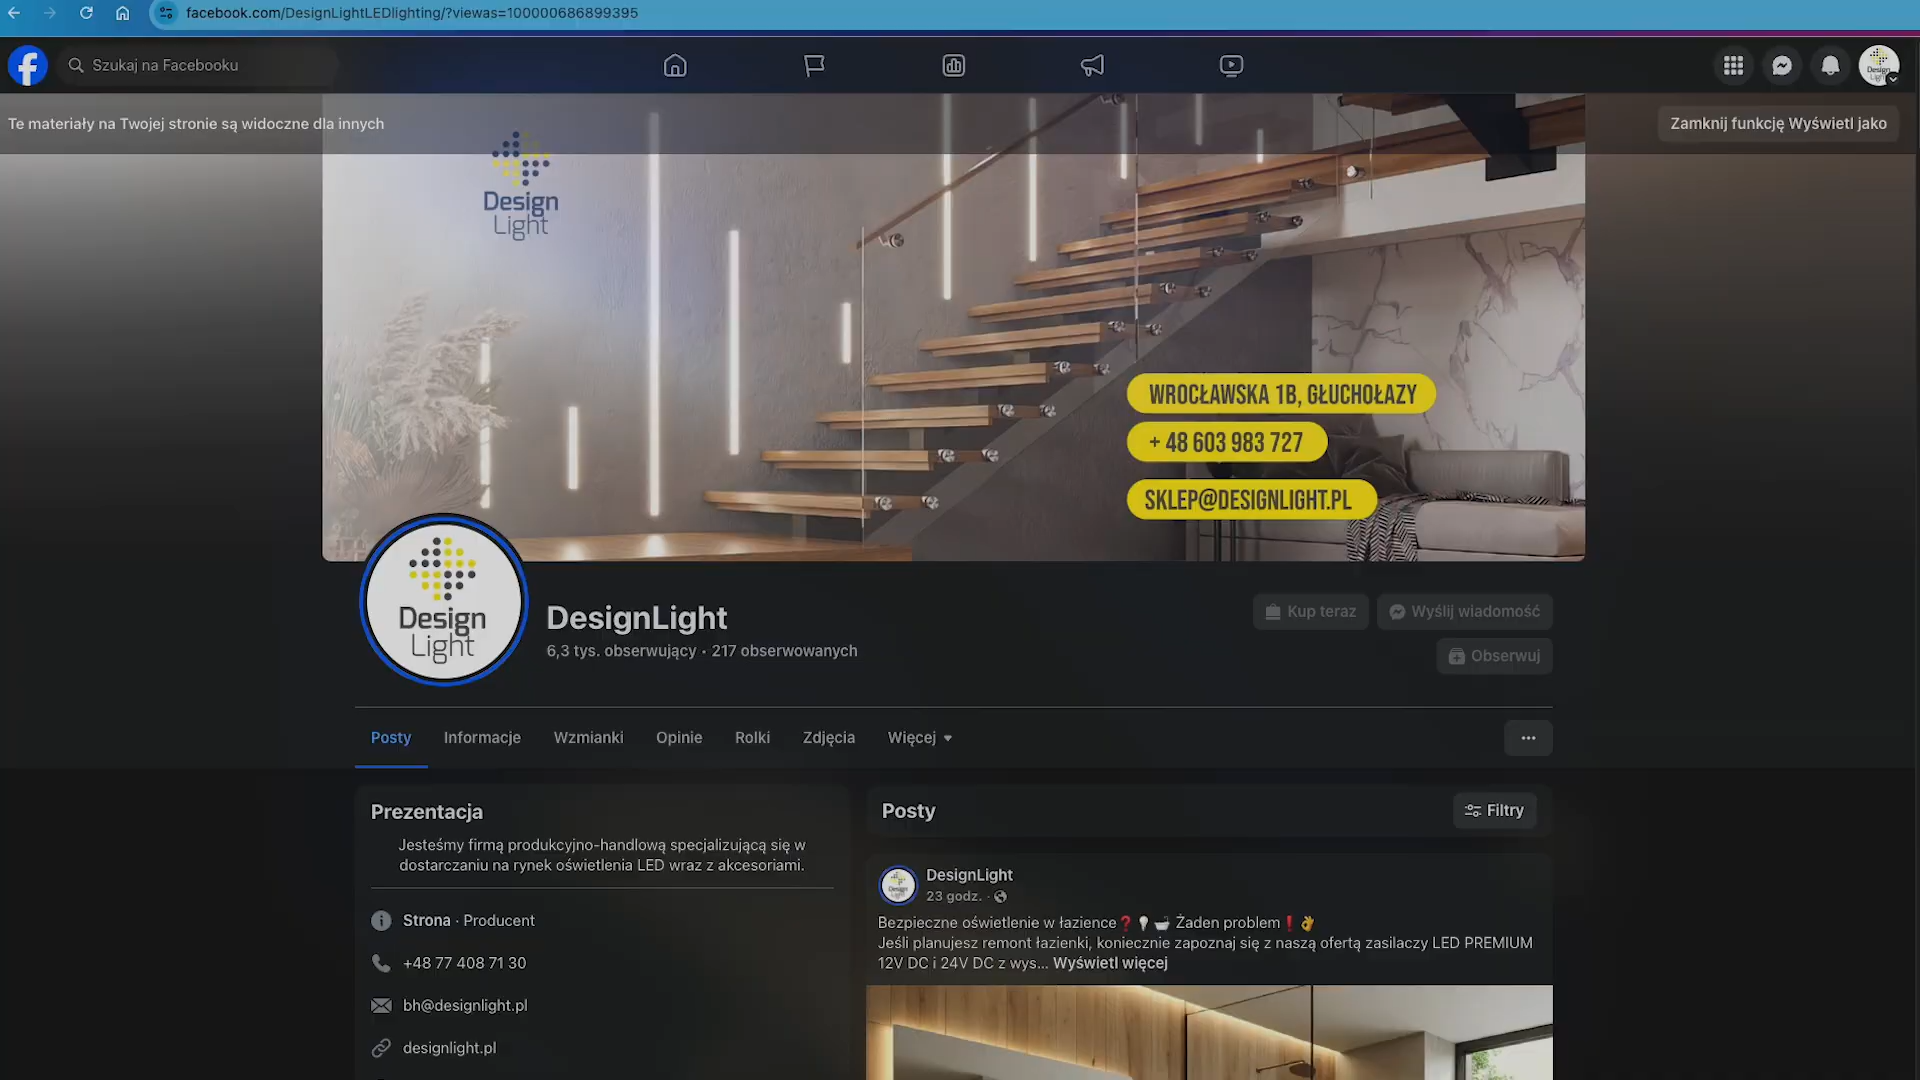 facebook.com/DesignLightLEDlighting/?viewas=100000686899395
Szukaj na Facebooku
Te materiały na Twojej stronie są widoczne dla innych
Zamknij funkcję Wyświetl jako
Design
Light
WROCŁAWSKA 1B, GŁUCHOŁAZY
+ 48 603 983 727
SKLEP@DESIGNLIGHT.PL
Design
Light
DesignLight
6,3 tys. obserwujący • 217 obserwowanych
Kup teraz
Wyślij wiadomość
Obserwuj
Posty
Informacje
Wzmianki
Opinie
Rolki
Zdjęcia
Więcej
Prezentacja
Jesteśmy firmą produkcyjno-handlową specjalizującą się w
dostarczaniu na rynek oświetlenia LED wraz z akcesoriami.
Strona · Producent
+48 77 408 71 30
bh@designlight.pl
designlight.pl
Posty
Filtry
DesignLight
23 godz. ·
Bezpieczne oświetlenie w łazience❓💡🛁 Żaden problem❗👌
Jeśli planujesz remont łazienki, koniecznie zapoznaj się z naszą ofertą zasilaczy LED PREMIUM
12V DC i 24V DC z wys... Wyświetl więcej